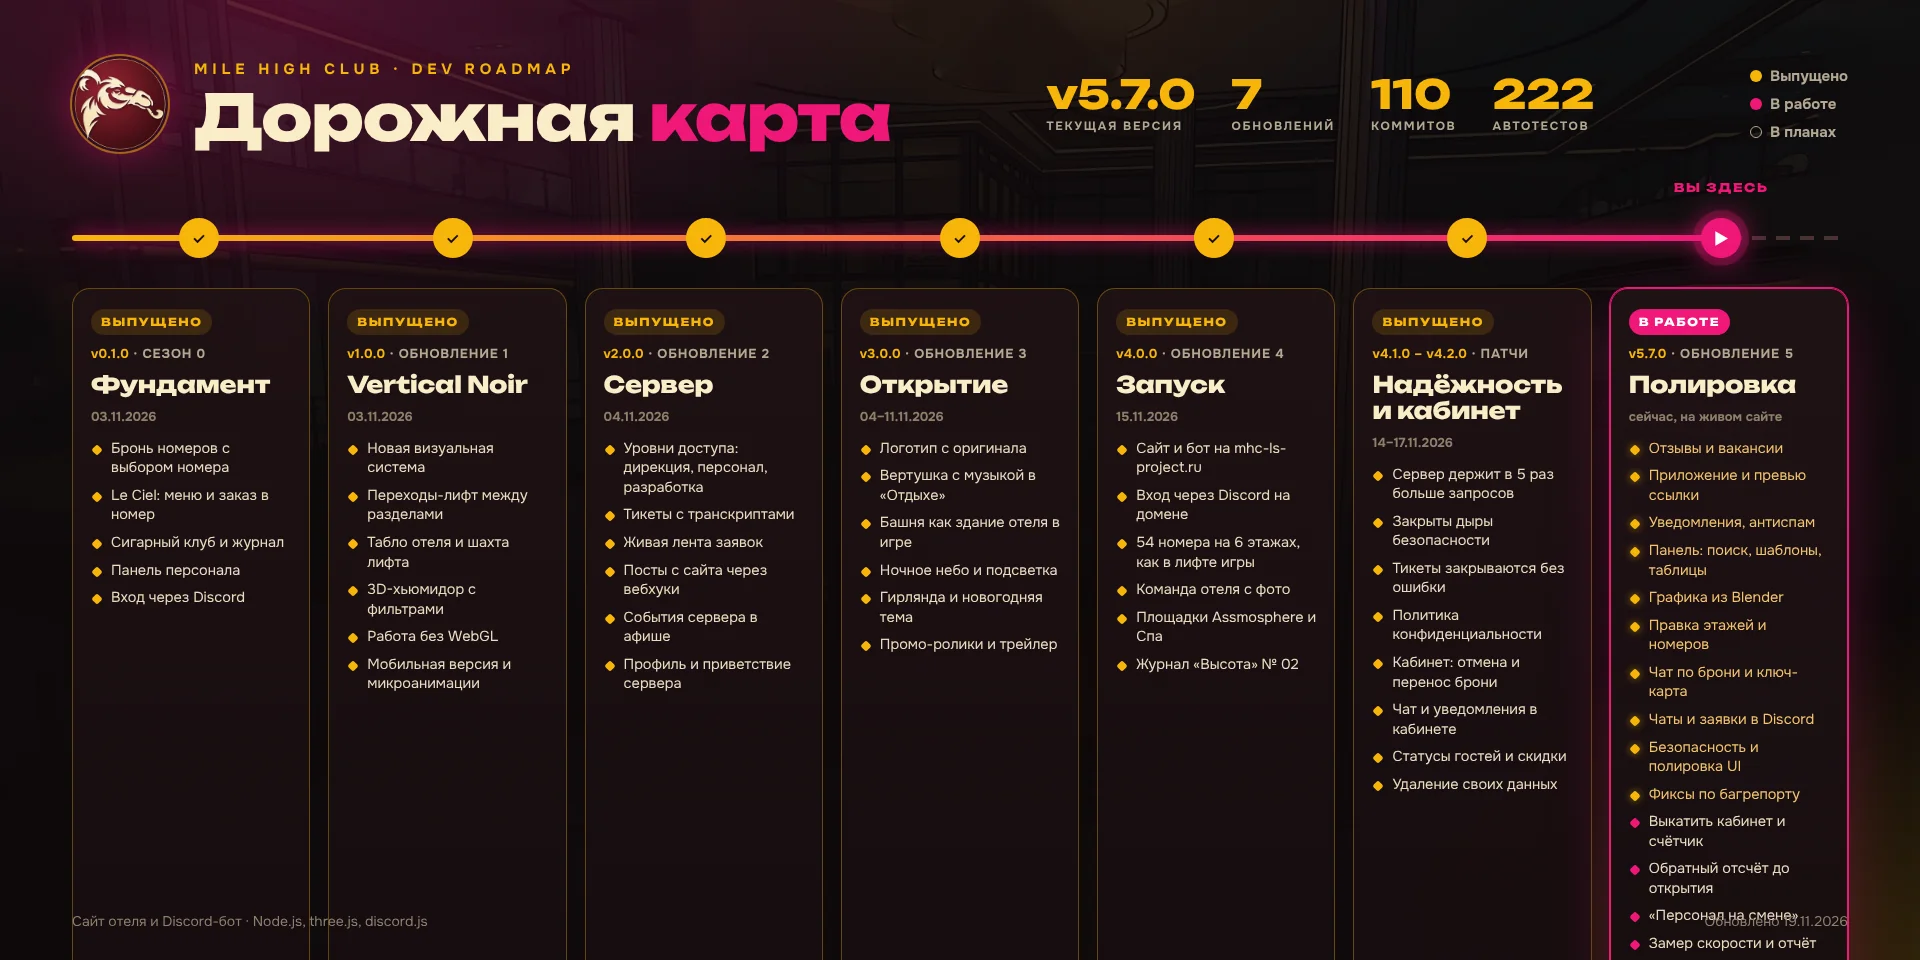 MILE HIGH CLUB · DEV ROADMAP
Дорожная карта
v5.7.0
ТЕКУЩАЯ ВЕРСИЯ
7
ОБНОВЛЕНИЙ
110
КОММИТОВ
222
АВТОТЕСТОВ
Выпущено
В работе
В планах
ВЫ ЗДЕСЬ
ВЫПУЩЕНО
v0.1.0 · СЕЗОН 0
Фундамент
03.11.2026
Бронь номеров с
выбором номера
Le Ciel: меню и заказ в
номер
Сигарный клуб и журнал
Панель персонала
Вход через Discord
ВЫПУЩЕНО
v1.0.0 · ОБНОВЛЕНИЕ 1
Vertical Noir
03.11.2026
Новая визуальная
система
Переходы-лифт между
разделами
Табло отеля и шахта
лифта
3D-хьюмидор с
фильтрами
Работа без WebGL
Мобильная версия и
микроанимации
ВЫПУЩЕНО
v2.0.0 · ОБНОВЛЕНИЕ 2
Сервер
04.11.2026
Уровни доступа:
дирекция, персонал,
разработка
Тикеты с транскриптами
Живая лента заявок
Посты с сайта через
вебхуки
События сервера в
афише
Профиль и приветствие
сервера
ВЫПУЩЕНО
v3.0.0 · ОБНОВЛЕНИЕ 3
Открытие
04–11.11.2026
Логотип с оригинала
Вертушка с музыкой в
«Отдыхе»
Башня как здание отеля в
игре
Ночное небо и подсветка
Гирлянда и новогодняя
тема
Промо-ролики и трейлер
ВЫПУЩЕНО
v4.0.0 · ОБНОВЛЕНИЕ 4
Запуск
15.11.2026
Сайт и бот на mhc-ls-
project.ru
Вход через Discord на
домене
54 номера на 6 этажах,
как в лифте игры
Команда отеля с фото
Площадки Assmosphere и
Спа
Журнал «Высота» № 02
ВЫПУЩЕНО
v4.1.0 – v4.2.0 · ПАТЧИ
Надёжность
и кабинет
14–17.11.2026
Сервер держит в 5 раз
больше запросов
Закрыты дыры
безопасности
Тикеты закрываются без
ошибки
Политика
конфиденциальности
Кабинет: отмена и
перенос брони
Чат и уведомления в
кабинете
Статусы гостей и скидки
Удаление своих данных
В РАБОТЕ
v5.7.0 · ОБНОВЛЕНИЕ 5
Полировка
сейчас, на живом сайте
Отзывы и вакансии
Приложение и превью
ссылки
Уведомления, антиспам
Панель: поиск, шаблоны,
таблицы
Графика из Blender
Правка этажей и
номеров
Чат по брони и ключ-
карта
Чаты и заявки в Discord
Безопасность и
полировка UI
Фиксы по багрепорту
Выкатить кабинет и
счётчик
Обратный отсчёт до
открытия
«Персонал на смене»
Замер скорости и отчёт
Сайт отеля и Discord-бот · Node.js, three.js, discord.js
Обновлено 19.11.2026